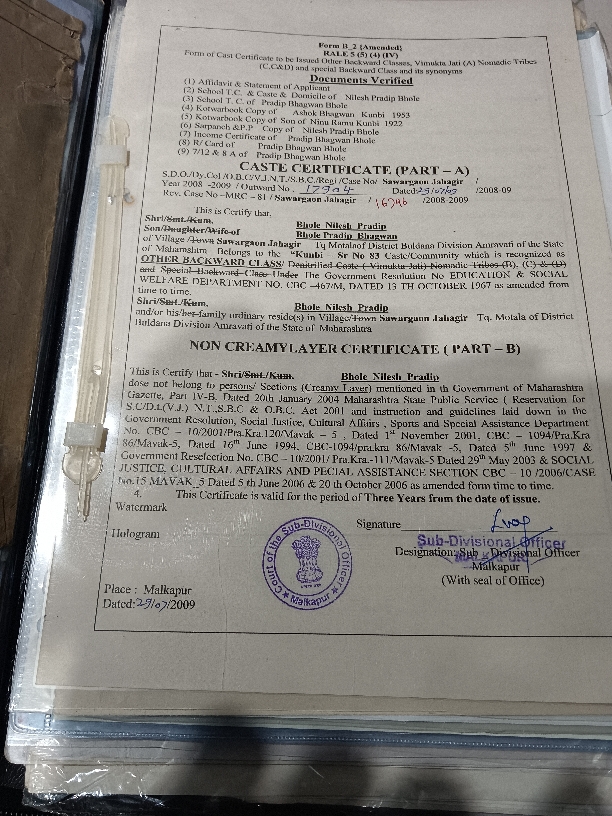 Form B_2 (Amended)
RALE 5 (5) (4) (IV)
Form of Cast Certificate to be Issued Other Backward Classes, Vimukta Jati (A) Nomadic Tribes
(C,C&D) and special Backward Class and its synonyms
Documents Verified
(1) Affidavit & Statement of Applicant
(2) School T.C. & Caste & Domicile of Nilesh Pradip Bhole
(3) School T. C. of Pradip Bhagwan Bhole
(4) Kotwarbook Copy of Ashok Bhagwan Kunbi 1953
(5) Kotwarbook Copy of Son of Ninu Ramu Kunbi 1922
(6) Sarpanch &P.P Copy of Nilesh Pradip Bhole
(7) Income Certificate of Pradip Bhagwan Bhole
(8) R/ Card of Pradip Bhagwan Bhole
(9) 7/12 & 8 A of Pradip Bhagwan Bhole
CASTE CERTIFICATE (PART – A)
S.D.O./Dy.Col./O.B.C/V.J.N.T./S.B.C./Regi /Case No/ Sawargaon Jahagir /
Year 2008 -2009 / Outward No. 17904 Dated 29/07/09 /2008-09
Rev. Case No –MRC – 81 / Sawargaon Jahagir / 16746 /2008-2009
This is Certify that,
Shri/Smt./Kum. Bhole Nilesh Pradip
Son/Daughter/Wife of Bhole Pradip Bhagwan
of Village /Town Sawargaon Jahagir Tq Motalaof District Buldana Division Amravati of the State
of Maharashtra Belongs to the "Kunbi Sr No 83 Caste/Community which is recognized as
OTHER BACKWARD CLASS/ Denitrified Caste (Vimukta Jati) Nomadic Tribes (B), (C) & (D)
and Special Backward Class Under The Government Resolution No EDUCATION & SOCIAL
WELFARE DEPARTMENT NO. CBC –467/M, DATED 13 TH OCTOBER 1967 as amended from
time to time.
Shri/Smt./Kum. Bhole Nilesh Pradip
and/or his/her family ordinary reside(s) in Village/Town Sawargaon Jahagir Tq. Motala of District
Buldana Division Amravati of the State of Maharashtra
NON CREAMYLAYER CERTIFICATE ( PART – B)
This is Certify that - Shri/Smt./Kum. Bhole Nilesh Pradip
dose not belong to persons/ Sections (Creamy Layer) mentioned in th Government of Maharashtra
Gazette, Part IV-B, Dated 20th January 2004 Maharashtra State Public Service ( Reservation for
S.C/D.t.(V.J.) N.T.,S.B.C & O.B.C. Act 2001 and instruction and guidelines laid down in the
Government Resolution, Social Justice, Cultural Affairs , Sports and Special Assistance Department
No. CBC – 10/2001/Pra.Kra.120/Mavak – 5 , Dated 1st November 2001, CBC – 1094/Pra.Kra
86/Mavak-5, Dated 16th June 1994, CBC-1094/pra.kra 86/Mavak -5, Dated 5th June 1997 &
Government Reselection No. CBC – 10/2001/ Pra.Kra.-111/Mavak-5 Dated 29th May 2003 & SOCIAL
JUSTICE, CULTURAL AFFAIRS AND PECIAL ASSISTANCE SECTION CBC – 10 /2006/CASE
No.15 MAVAK_5 Dated 5 th June 2006 & 20 th October 2006 as amended form time to time.
4. This Certificate is valid for the period of Three Years from the date of issue.
Watermark
Signature
Hologram
Sub-Divisional Officer
Designation: Sub - Divisional Officer
MALKAPUR
Malkapur
(With seal of Office)
Court of the Sub-Divisional Officer
Malkapur
Place : Malkapur
Dated: 29/07/2009